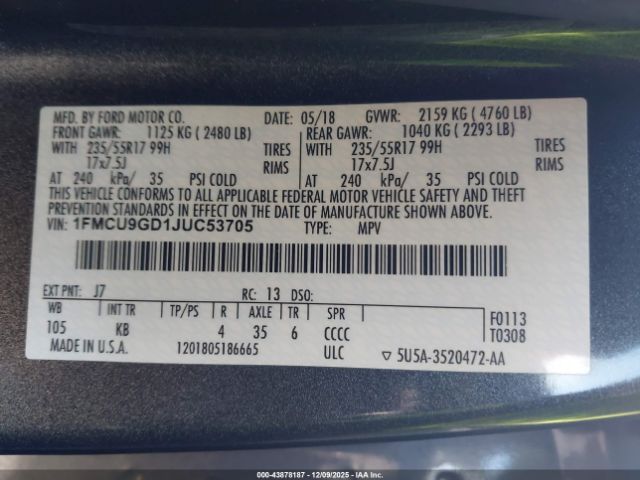 MFD. BY FORD MOTOR CO. DATE: 05/18 GVWR: 2159 KG ( 4760 LB)
FRONT GAWR: 1125 KG ( 2480 LB) REAR GAWR: 1040 KG ( 2293 LB)
WITH 235/55R17 99H TIRES WITH 235/55R17 99H TIRES
17x7.5J RIMS 17x7.5J RIMS
AT 240 kPa/ 35 PSI COLD AT 240 kPa/ 35 PSI COLD
THIS VEHICLE CONFORMS TO ALL APPLICABLE FEDERAL MOTOR VEHICLE SAFETY AND THEFT
PREVENTION STANDARDS IN EFFECT ON THE DATE OF MANUFACTURE SHOWN ABOVE.
VIN: 1FMCU9GD1JUC53705 TYPE: MPV
EXT PNT: J7 RC: 13 DSO:
WB INT TR TP/PS R AXLE TR SPR F0113
105 KB 4 35 6 CCCC T0308
MADE IN U.S.A. 1201805186665 ULC ▽ 5U5A-3520472-AA
000-43878187 - 12/09/2025 - IAA Inc.